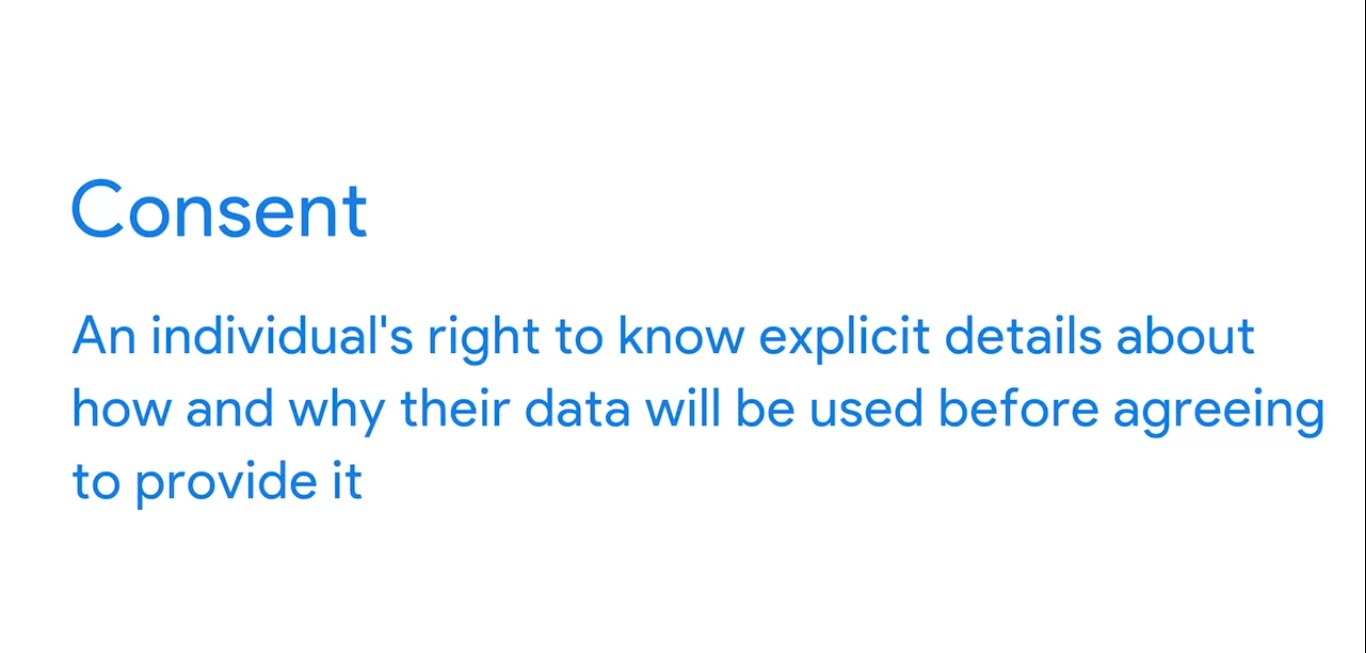 Consent
An individual's right to know explicit details about
how and why their data will be used before agreeing
to provide it